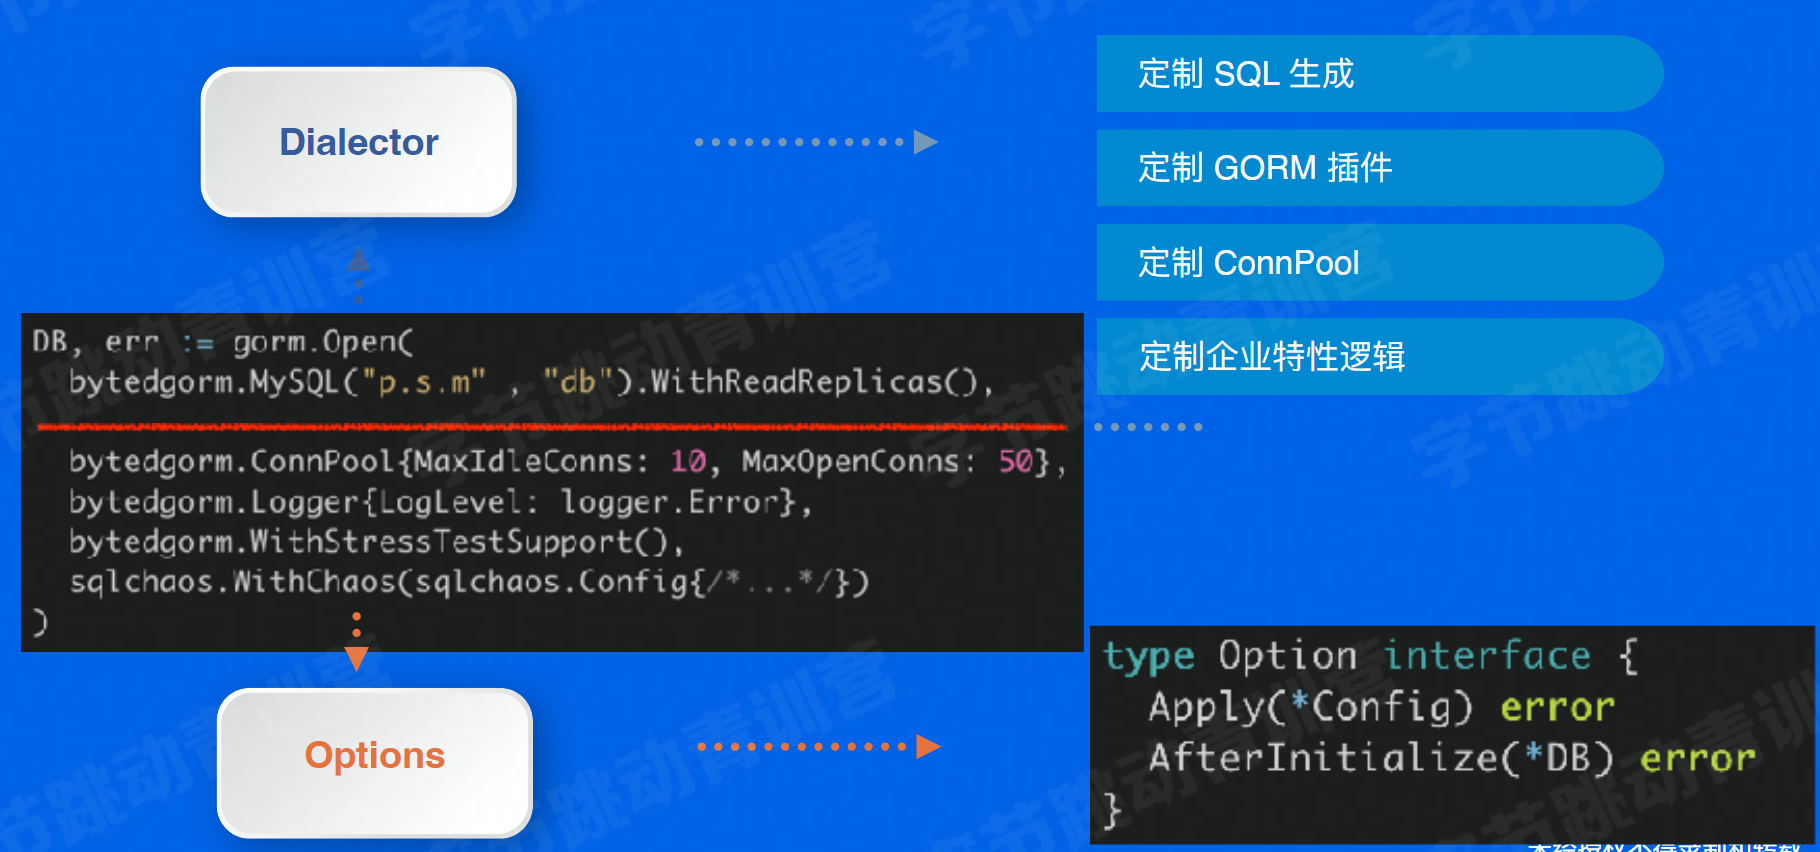 Dialector
定制 SQL 生成
定制 GORM 插件
定制 ConnPool
定制企业特性逻辑
DB, err := gorm.Open(
bytedgorm.MySQL("p.s.m" , "db").WithReadReplicas(),
bytedgorm.ConnPool{MaxIdleConns: 10, MaxOpenConns: 50},
bytedgorm.Logger{LogLevel: logger.Error},
bytedgorm.WithStressTestSupport(),
sqlchaos.WithChaos(sqlchaos.Config{/*...*/})
)
Options
type Option interface {
Apply(*Config) error
AfterInitialize(*DB) error
}
字节跳动青训营